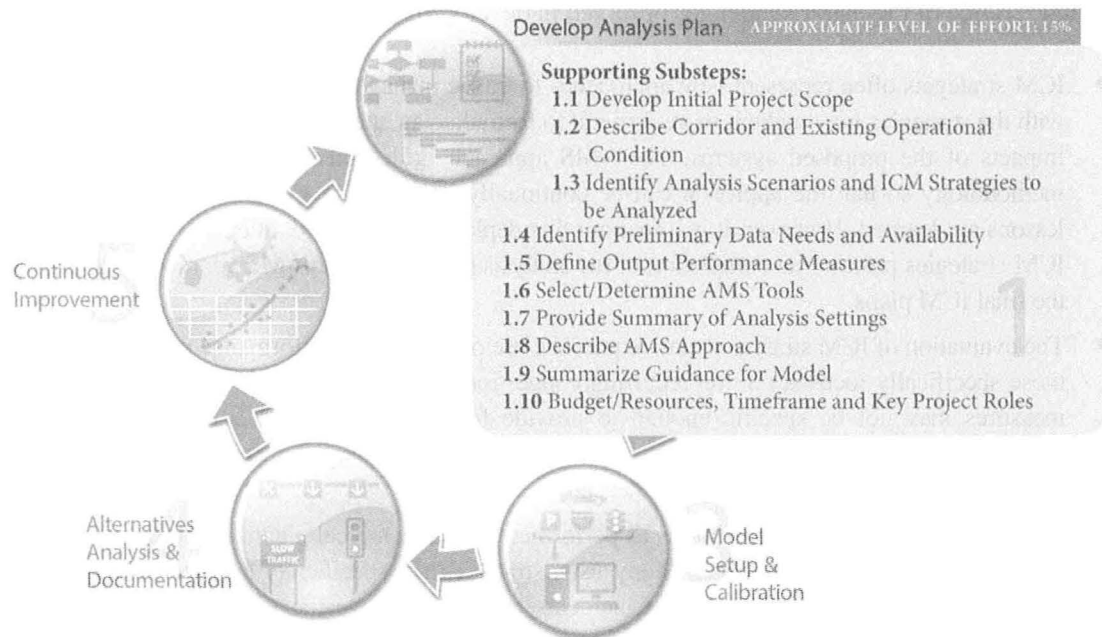 Develop Analysis Plan APPROXIMATE LEVEL OF EFFORT: 15%
Supporting Substeps:
1.1 Develop Initial Project Scope
1.2 Describe Corridor and Existing Operational
Condition
1.3 Identify Analysis Scenarios and ICM Strategies to
be Analyzed
1.4 Identify Preliminary Data Needs and Availability
1.5 Define Output Performance Measures
1.6 Select/Determine AMS Tools
1.7 Provide Summary of Analysis Settings
1.8 Describe AMS Approach
1.9 Summarize Guidance for Model
1.10 Budget/Resources, Timeframe and Key Project Roles
1
Continuous
Improvement
5
Alternatives
Analysis &
Documentation
4
SLOW
TRAFFIC
Model
Setup &
Calibration
3